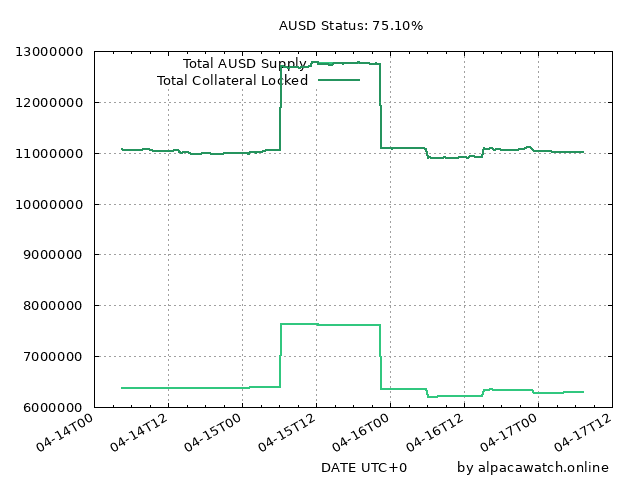 AUSD Status: 75.10%
13000000
Total AUSD Supply
Total Collateral Locked
12000000
11000000
10000000
9000000
8000000
7000000
6000000
04-14T00
04-14T12
04-15T00
04-15T12
04-16T00
04-16T12
04-17T00
04-17T12
DATE UTC+0
by alpacawatch.online